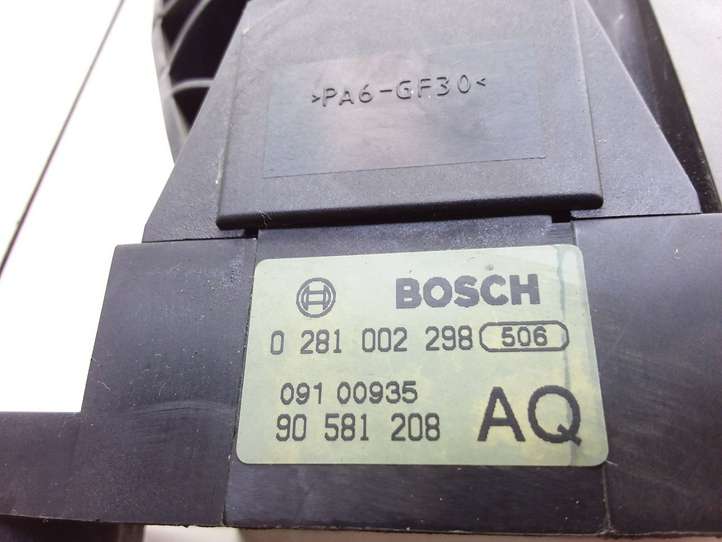 >PA6-GF30<
BOSCH
0 281 002 298 506
091 00935
90 581 208 AQ